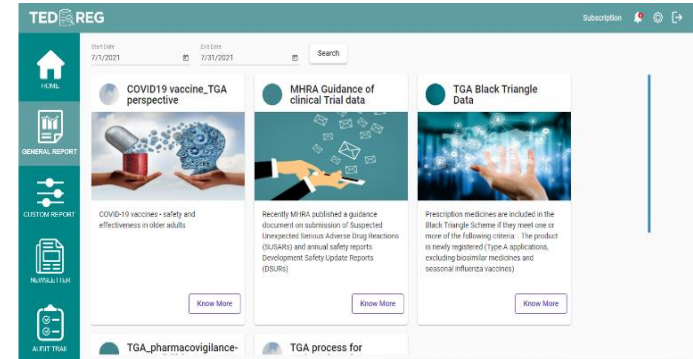 TEDREG
Subscription
Start Date
7/1/2021
End Date
7/31/2021
Search
HOME
GENERAL REPORT
CUSTOM REPORT
NEWSLETTER
AUDIT TRAIL
COVID19 vaccine_TGA
perspective
COVID-19 vaccines - safety and
effectiveness in older adults
Know More
MHRA Guidance of
clinical Trial data
Recently MHRA published a guidance
document on submission of Suspected
Unexpected Serious Adverse Drug Reactions
(SUSARs) and annual safety reports
Development Safety Update Reports
(DSURs)
Know More
TGA Black Triangle
Data
Prescription medicines are included in the
Black Triangle Scheme if they meet one or
more of the following criteria: . The product
is newly registered (Type A applications,
excluding biosimilar medicines and
seasonal influenza vaccines)
Know More
TGA_pharmacovigilance-
TGA process for